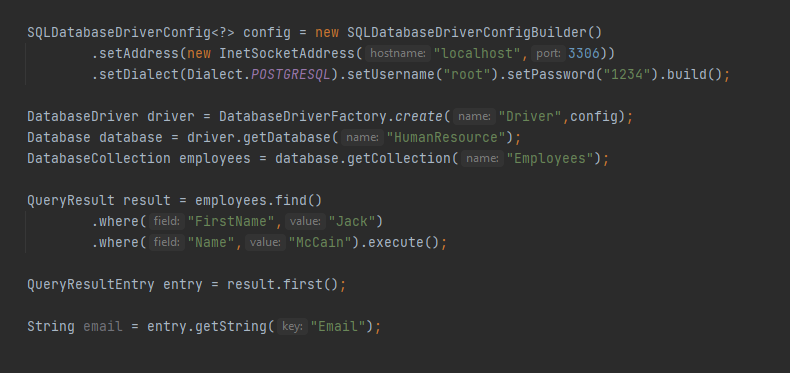 SQLDatabaseDriverConfig<?> config = new SQLDatabaseDriverConfigBuilder()
.setAddress(new InetSocketAddress( hostname: "localhost", port: 3306))
.setDialect(Dialect.POSTGRESQL).setUsername("root").setPassword("1234").build();
DatabaseDriver driver = DatabaseDriverFactory.create( name: "Driver",config);
Database database = driver.getDatabase( name: "HumanResource");
DatabaseCollection employees = database.getCollection( name: "Employees");
QueryResult result = employees.find()
.where( field: "FirstName", value: "Jack")
.where( field: "Name", value: "McCain").execute();
QueryResultEntry entry = result.first();
String email = entry.getString( key: "Email");